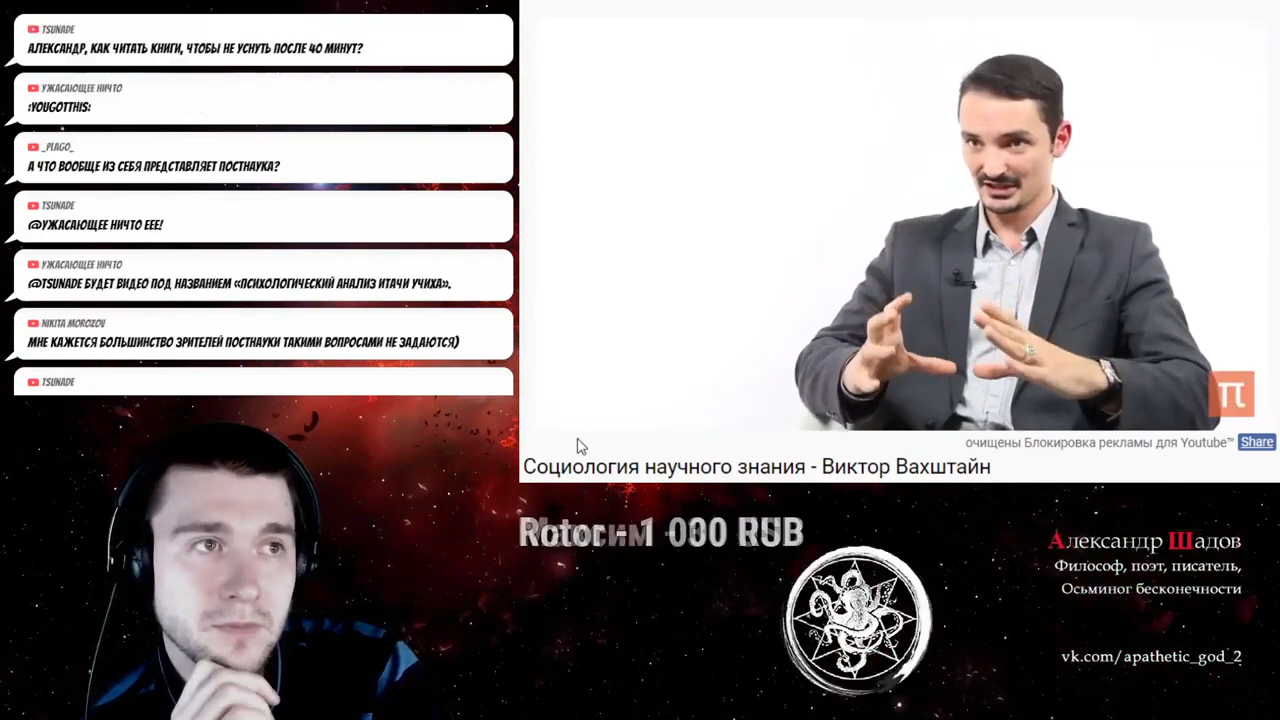 TSUNADE
АЛЕКСАНДР, КАК ЧИТАТЬ КНИГИ, ЧТОБЫ НЕ УСНУТЬ ПОСЛЕ 40 МИНУТ?
УЖАСАЮЩЕЕ НИЧТО
:YOUGOTTHIS:
_PLAGO_
А ЧТО ВООБЩЕ ИЗ СЕБЯ ПРЕДСТАВЛЯЕТ ПОСТНАУКА?
TSUNADE
@УЖАСАЮЩЕЕ НИЧТО ЕЕЕ!
УЖАСАЮЩЕЕ НИЧТО
@TSUNADE БУДЕТ ВИДЕО ПОД НАЗВАНИЕМ «ПСИХОЛОГИЧЕСКИЙ АНАЛИЗ ИТАЧИ УЧИХА».
NIKITA MOROZOV
МНЕ КАЖЕТСЯ БОЛЬШИНСТВО ЗРИТЕЛЕЙ ПОСТНАУКИ ТАКИМИ ВОПРОСАМИ НЕ ЗАДАЮТСЯ)
TSUNADE
π
очищены Блокировка рекламы для Youtube™ Share
Социология научного знания - Виктор Вахштайн
Rotor - 1 000 RUB
Александр Шадов
Философ, поэт, писатель,
Осьминог бесконечности
vk.com/apathetic_god_2